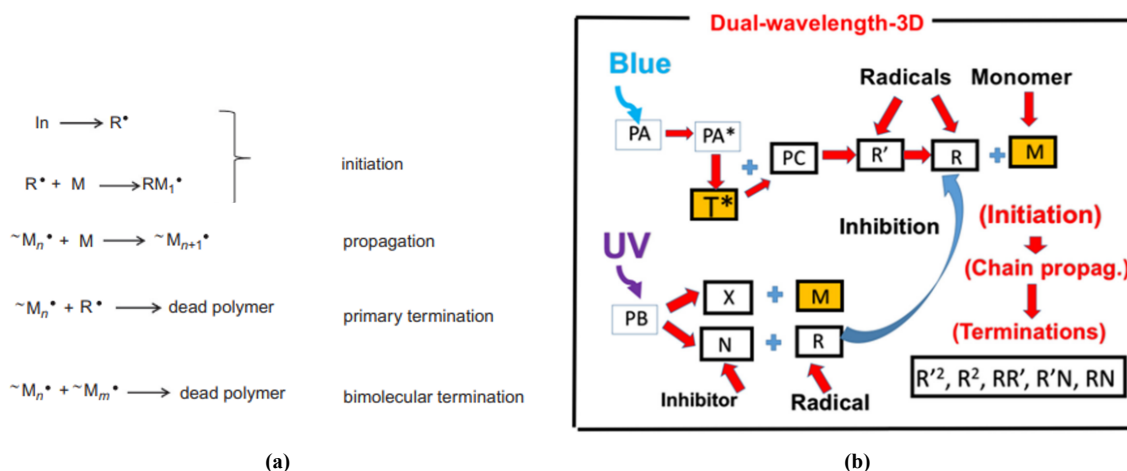 In ⟶ R•
R• + M ⟶ RM₁•
initiation
~Mₙ• + M ⟶ ~Mₙ₊₁•
propagation
~Mₙ• + R• ⟶ dead polymer
primary termination
~Mₙ• + ~Mₘ• ⟶ dead polymer
bimolecular termination
(a)
Dual-wavelength-3D
Blue
Radicals
Monomer
PA
PA*
+
PC
R’
R
+
M
T*
Inhibition
(Initiation)
UV
(Chain propag.)
X
+
M
PB
(Terminations)
N
+
R
R’², R², RR’, R’N, RN
Inhibitor
Radical
(b)